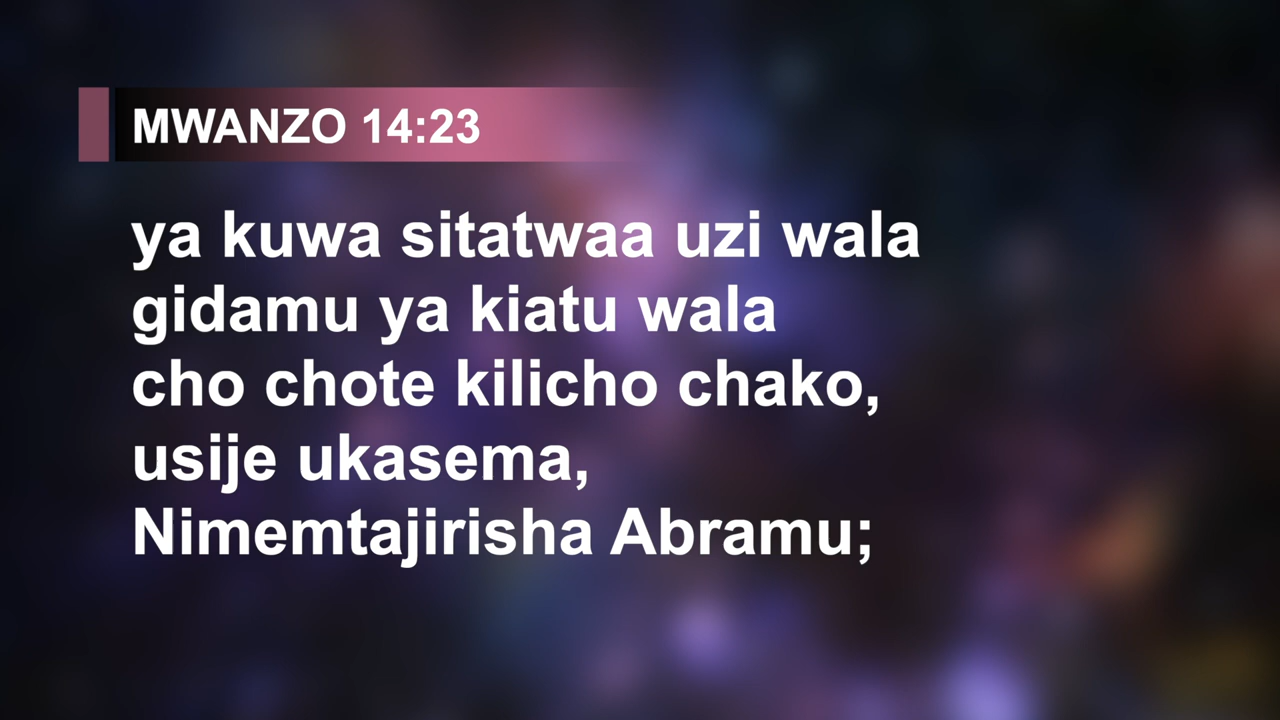 MWANZO 14:23
ya kuwa sitatwaa uzi wala
gidamu ya kiatu wala
cho chote kilicho chako,
usije ukasema,
Nimemtajirisha Abramu;